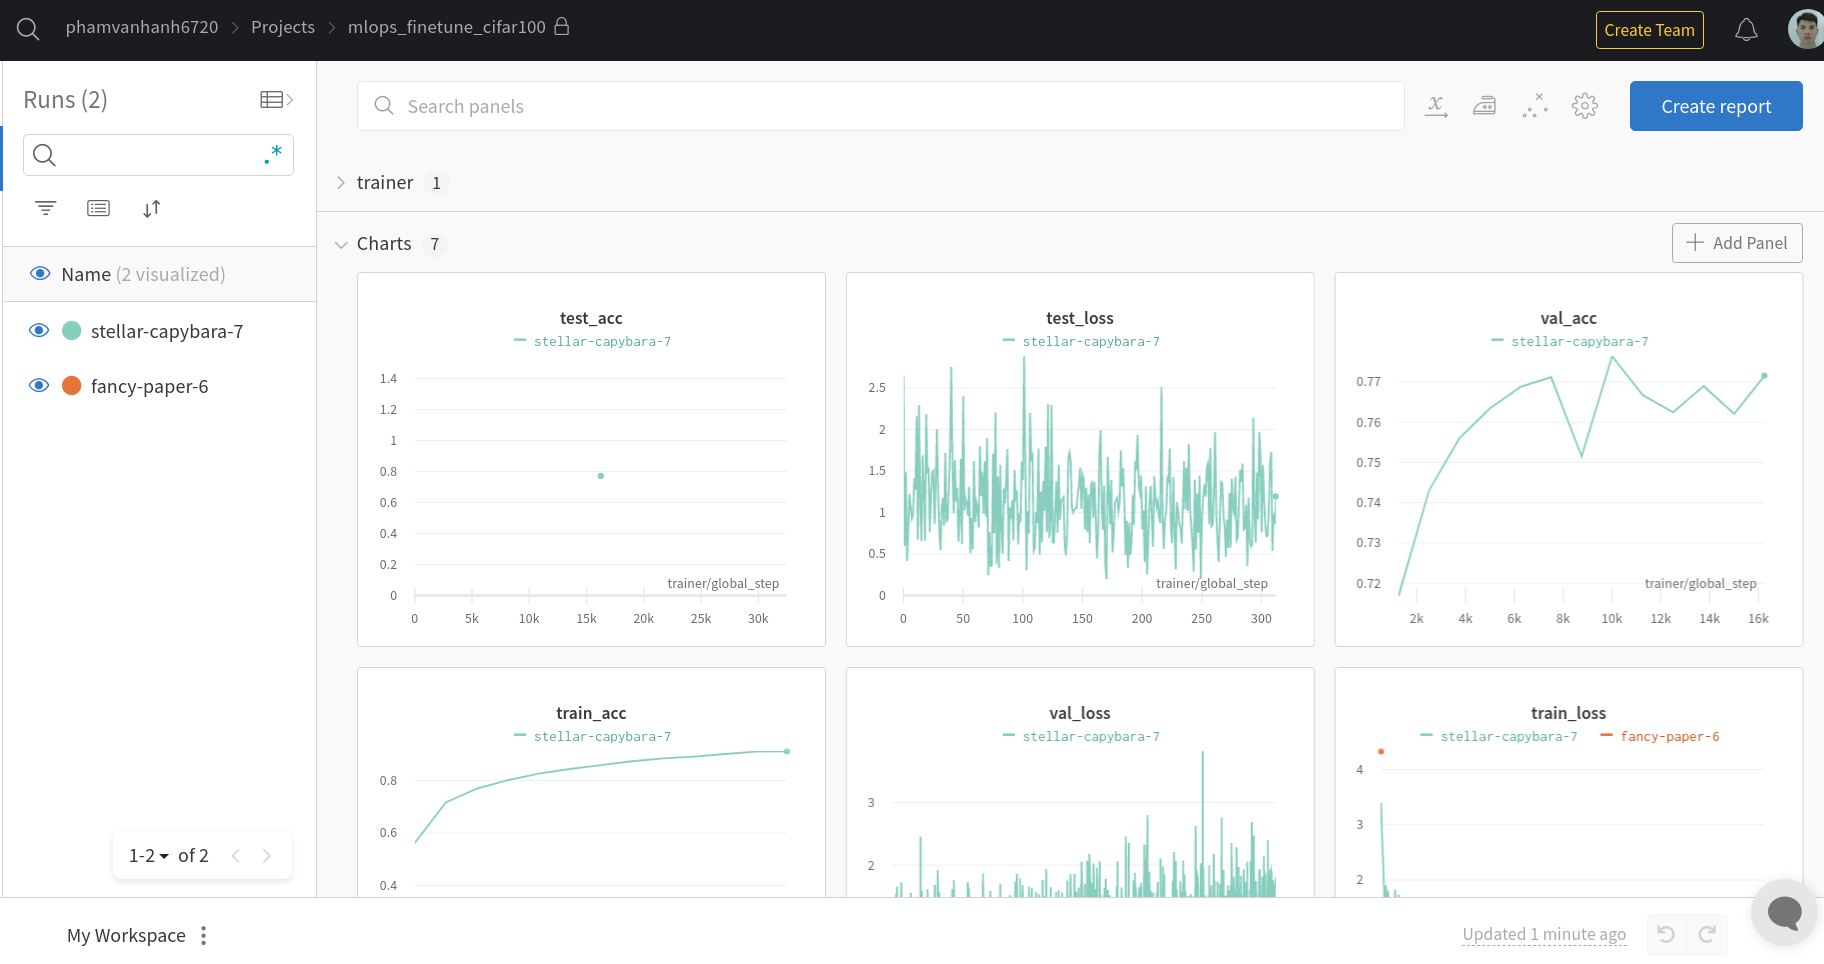 phamvanhanh6720 > Projects > mlops_finetune_cifar100
Create Team
Runs (2)
.*
Name (2 visualized)
stellar-capybara-7
fancy-paper-6
1-2 of 2
Search panels
Create report
trainer 1
Charts 7
Add Panel
test_acc
stellar-capybara-7
1.4
1.2
1
0.8
0.6
0.4
0.2
0
trainer/global_step
0 5k 10k 15k 20k 25k 30k
test_loss
stellar-capybara-7
2.5
2
1.5
1
0.5
0
trainer/global_step
0 50 100 150 200 250 300
val_acc
stellar-capybara-7
0.77
0.76
0.75
0.74
0.73
0.72
trainer/global_step
2k 4k 6k 8k 10k 12k 14k 16k
train_acc
stellar-capybara-7
0.8
0.6
0.4
val_loss
stellar-capybara-7
3
2
train_loss
stellar-capybara-7 fancy-paper-6
4
3
2
My Workspace
Updated 1 minute ago